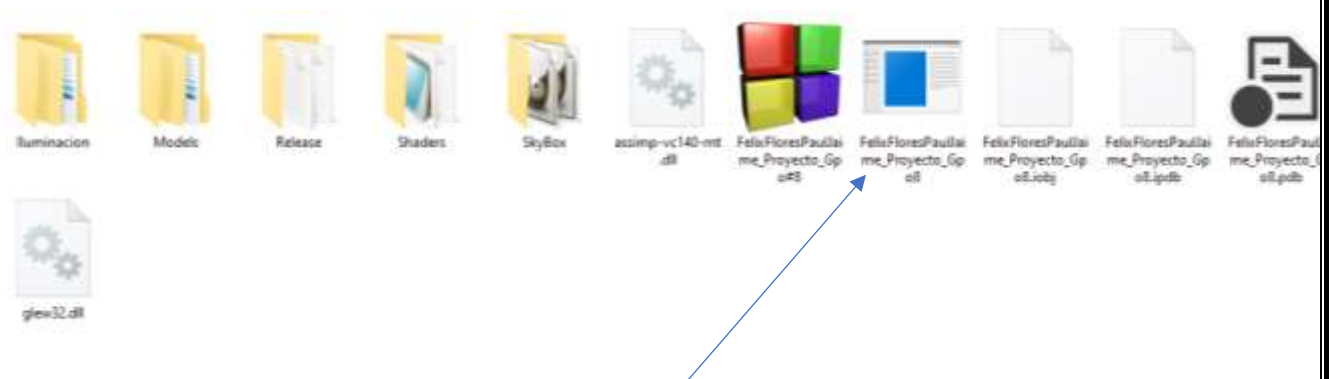 Iluminacion
Models
Release
Shaders
SkyBox
assimp-vc140-mt
.dll
FelixFloresPaulJai
me_Proyecto_Gp
o#8
FelixFloresPaulJai
me_Proyecto_Gp
o8
FelixFloresPaulJai
me_Proyecto_Gp
o8.iobj
FelixFloresPaulJai
me_Proyecto_Gp
o8.ipdb
FelixFloresPaul
me_Proyecto_G
o8.pdb
glew32.dll